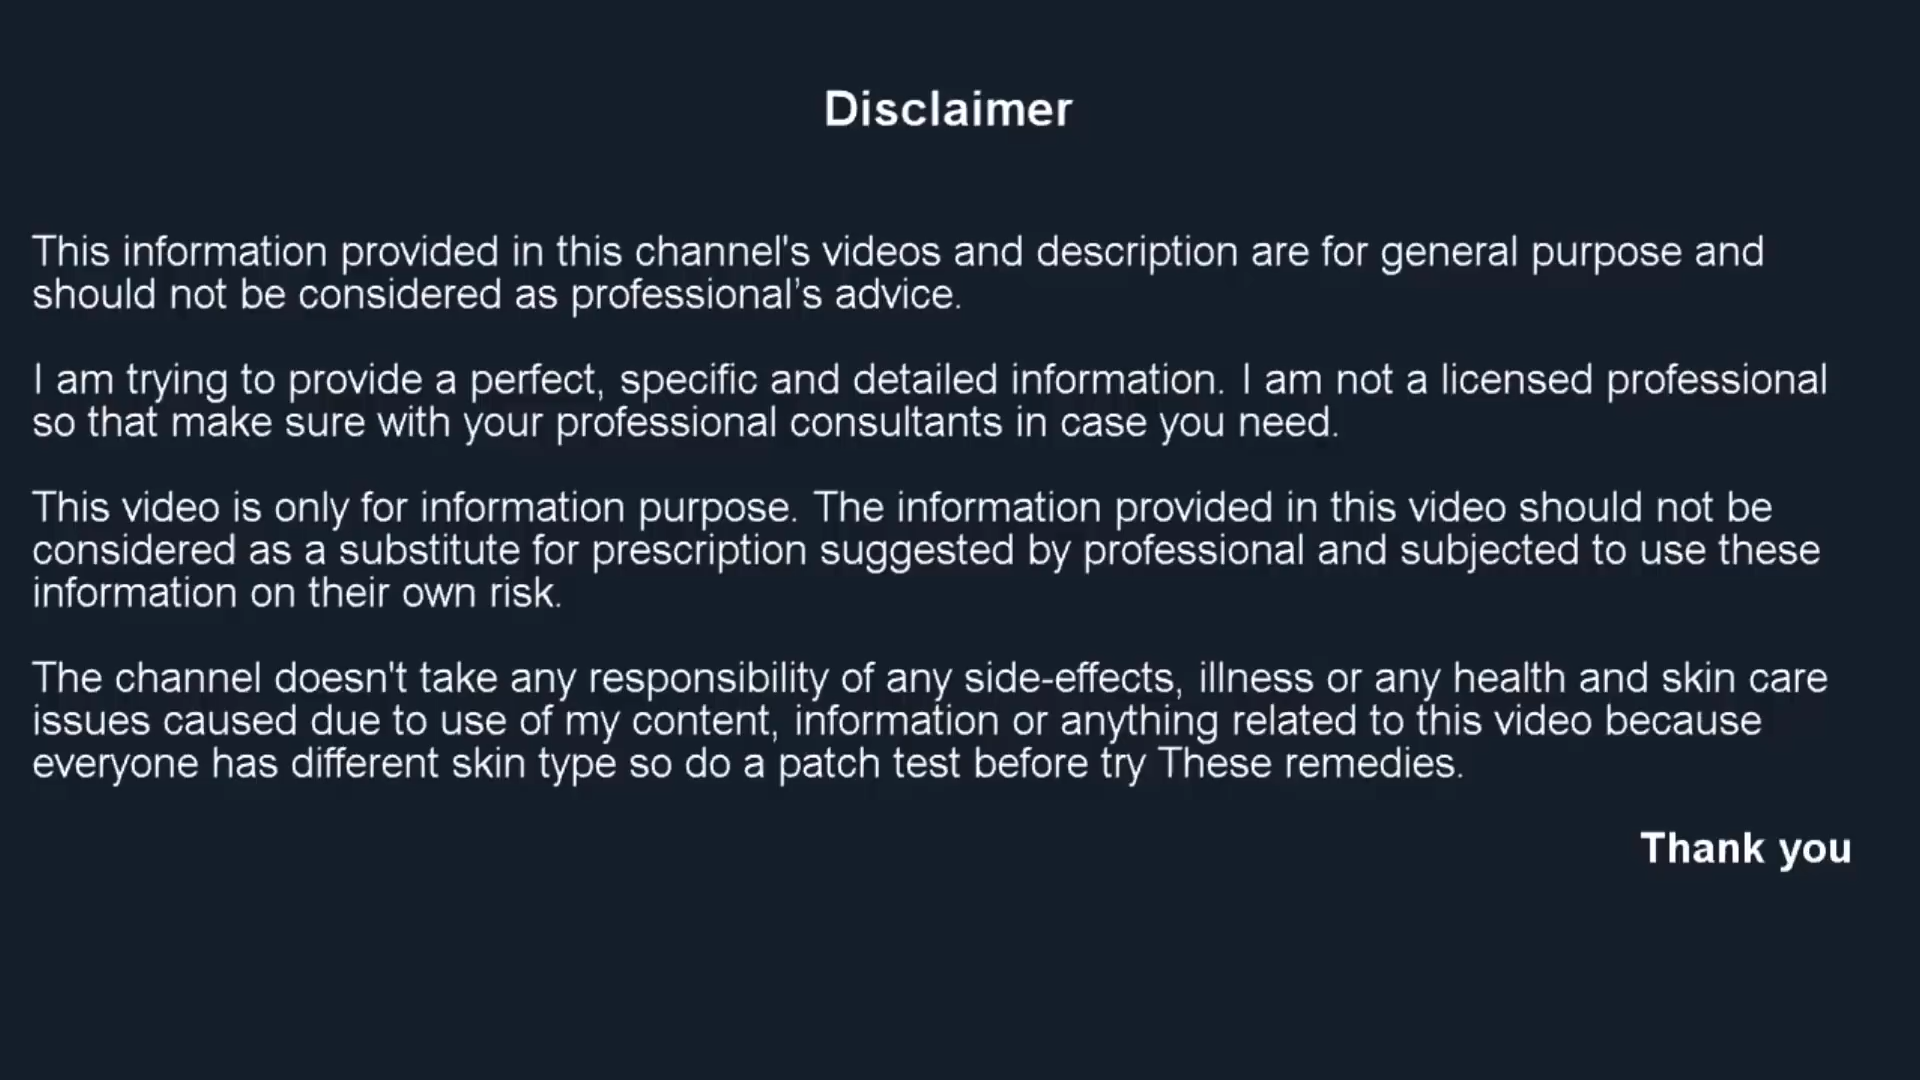 Disclaimer
This information provided in this channel's videos and description are for general purpose and
should not be considered as professional's advice.
I am trying to provide a perfect, specific and detailed information. I am not a licensed professional
so that make sure with your professional consultants in case you need.
This video is only for information purpose. The information provided in this video should not be
considered as a substitute for prescription suggested by professional and subjected to use these
information on their own risk.
The channel doesn't take any responsibility of any side-effects, illness or any health and skin care
issues caused due to use of my content, information or anything related to this video because
everyone has different skin type so do a patch test before try These remedies.
Thank you